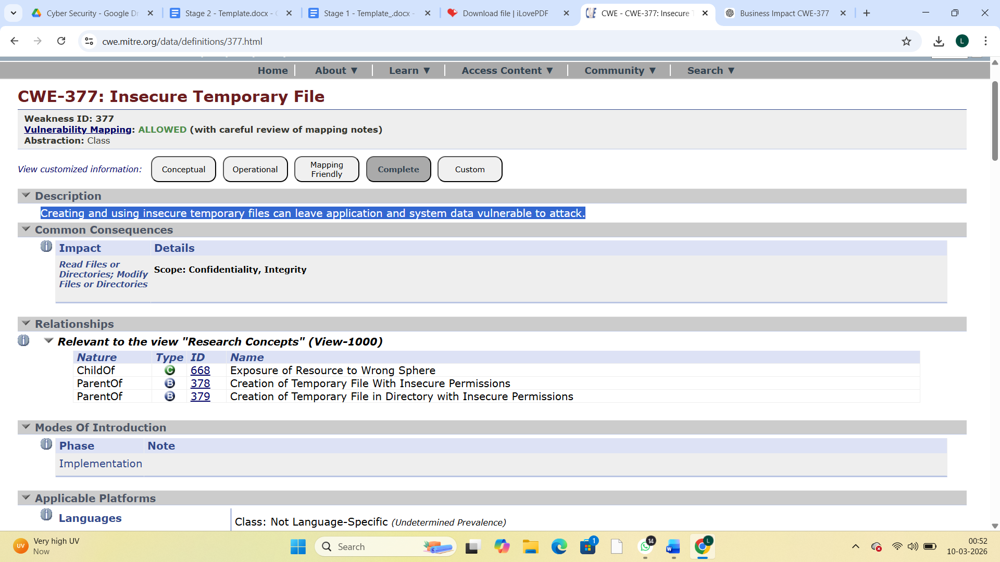 Cyber Security - Google Dr
Stage 2 - Template.docx -
Stage 1 - Template_.docx -
Download file | iLovePDF
CWE - CWE-377: Insecure
Business Impact CWE-377
cwe.mitre.org/data/definitions/377.html
L
Home
About ▼
Learn ▼
Access Content ▼
Community ▼
Search ▼
CWE-377: Insecure Temporary File
Weakness ID: 377
Vulnerability Mapping: ALLOWED (with careful review of mapping notes)
Abstraction: Class
View customized information:
Conceptual
Operational
Mapping
Friendly
Complete
Custom
Description
Creating and using insecure temporary files can leave application and system data vulnerable to attack.
Common Consequences
Impact Details
Read Files or
Directories; Modify
Files or Directories
Scope: Confidentiality, Integrity
Relationships
Relevant to the view "Research Concepts" (View-1000)
Nature Type ID Name
ChildOf C 668 Exposure of Resource to Wrong Sphere
ParentOf B 378 Creation of Temporary File With Insecure Permissions
ParentOf B 379 Creation of Temporary File in Directory with Insecure Permissions
Modes Of Introduction
Phase Note
Implementation
Applicable Platforms
Languages
Class: Not Language-Specific (Undetermined Prevalence)
UV
Very high UV
Now
Search
1
14
W
L
00:52
10-03-2026